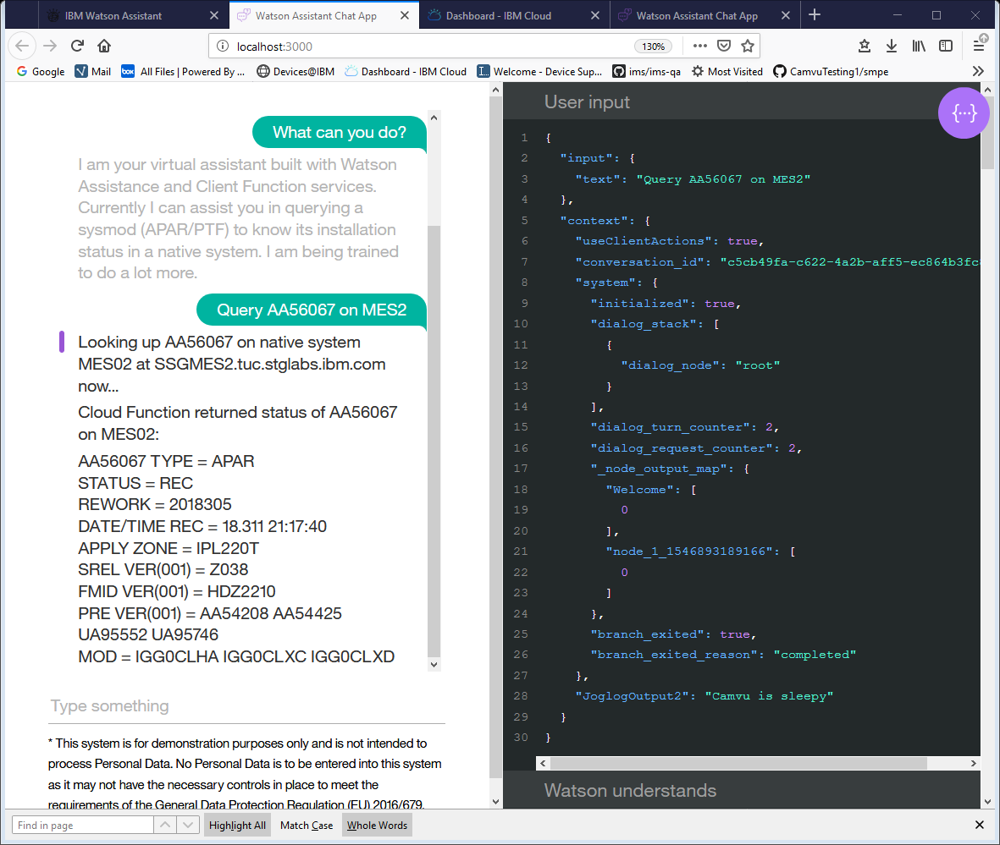 IBM Watson Assistant
Watson Assistant Chat App
Dashboard - IBM Cloud
Watson Assistant Chat App
localhost:3000
130%
Google
Mail
box
All Files | Powered By ...
Devices@IBM
Dashboard - IBM Cloud
Welcome - Device Sup...
ims/ims-qa
Most Visited
CamvuTesting1/smpe
What can you do?
I am your virtual assistant built with Watson
Assistance and Client Function services.
Currently I can assist you in querying a
sysmod (APAR/PTF) to know its installation
status in a native system. I am being trained
to do a lot more.
Query AA56067 on MES2
Looking up AA56067 on native system
MES02 at SSGMES2.tuc.stglabs.ibm.com
now...
Cloud Function returned status of AA56067
on MES02:
AA56067 TYPE = APAR
STATUS = REC
REWORK = 2018305
DATE/TIME REC = 18.311 21:17:40
APPLY ZONE = IPL220T
SREL VER(001) = Z038
FMID VER(001) = HDZ2210
PRE VER(001) = AA54208 AA54425
UA95552 UA95746
MOD = IGG0CLHA IGG0CLXC IGG0CLXD
Type something
* This system is for demonstration purposes only and is not intended to
process Personal Data. No Personal Data is to be entered into this system
as it may not have the necessary controls in place to meet the
requirements of the General Data Protection Regulation (EU) 2016/679.
User input
{···}
1 {
2 "input": {
3 "text": "Query AA56067 on MES2"
4 },
5 "context": {
6 "useClientActions": true,
7 "conversation_id": "c5cb49fa-c622-4a2b-aff5-ec864b3fc
8 "system": {
9 "initialized": true,
10 "dialog_stack": [
11 {
12 "dialog_node": "root"
13 }
14 ],
15 "dialog_turn_counter": 2,
16 "dialog_request_counter": 2,
17 "_node_output_map": {
18 "Welcome": [
19 0
20 ],
21 "node_1_1546893189166": [
22 0
23 ]
24 },
25 "branch_exited": true,
26 "branch_exited_reason": "completed"
27 },
28 "JoglogOutput2": "Camvu is sleepy"
29 }
30 }
Watson understands
Find in page
Highlight All
Match Case
Whole Words